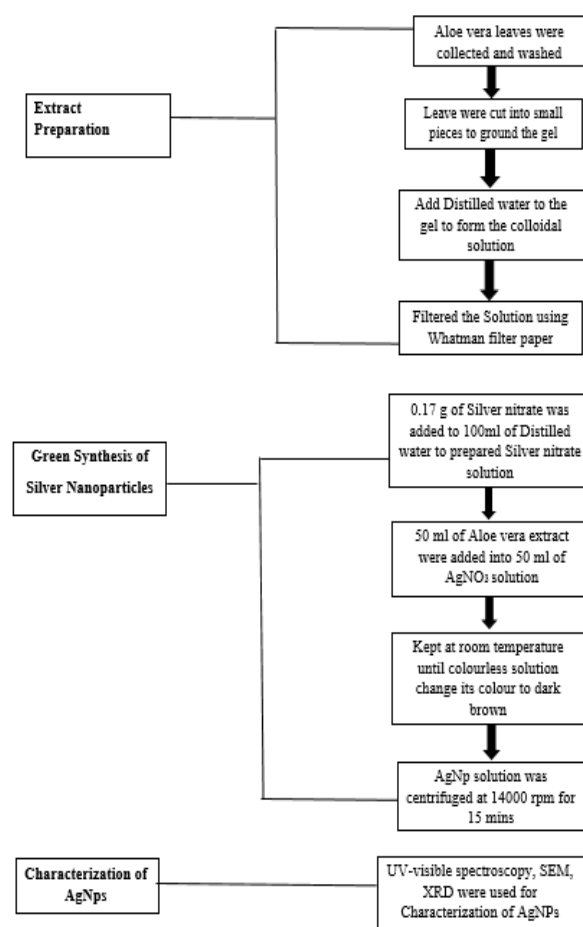 Aloe vera leaves were
collected and washed
Extract
Preparation
Leave were cut into small
pieces to ground the gel
Add Distilled water to the
gel to form the colloidal
solution
Filtered the Solution using
Whatman filter paper
0.17 g of Silver nitrate was
added to 100ml of Distilled
water to prepared Silver nitrate
solution
Green Synthesis of
Silver Nanoparticles
50 ml of Aloe vera extract
were added into 50 ml of
AgNO₃ solution
Kept at room temperature
until colourless solution
change its colour to dark
brown
AgNp solution was
centrifuged at 14000 rpm for
15 mins
Characterization of
AgNps
UV-visible spectroscopy, SEM,
XRD were used for
Characterization of AgNPs